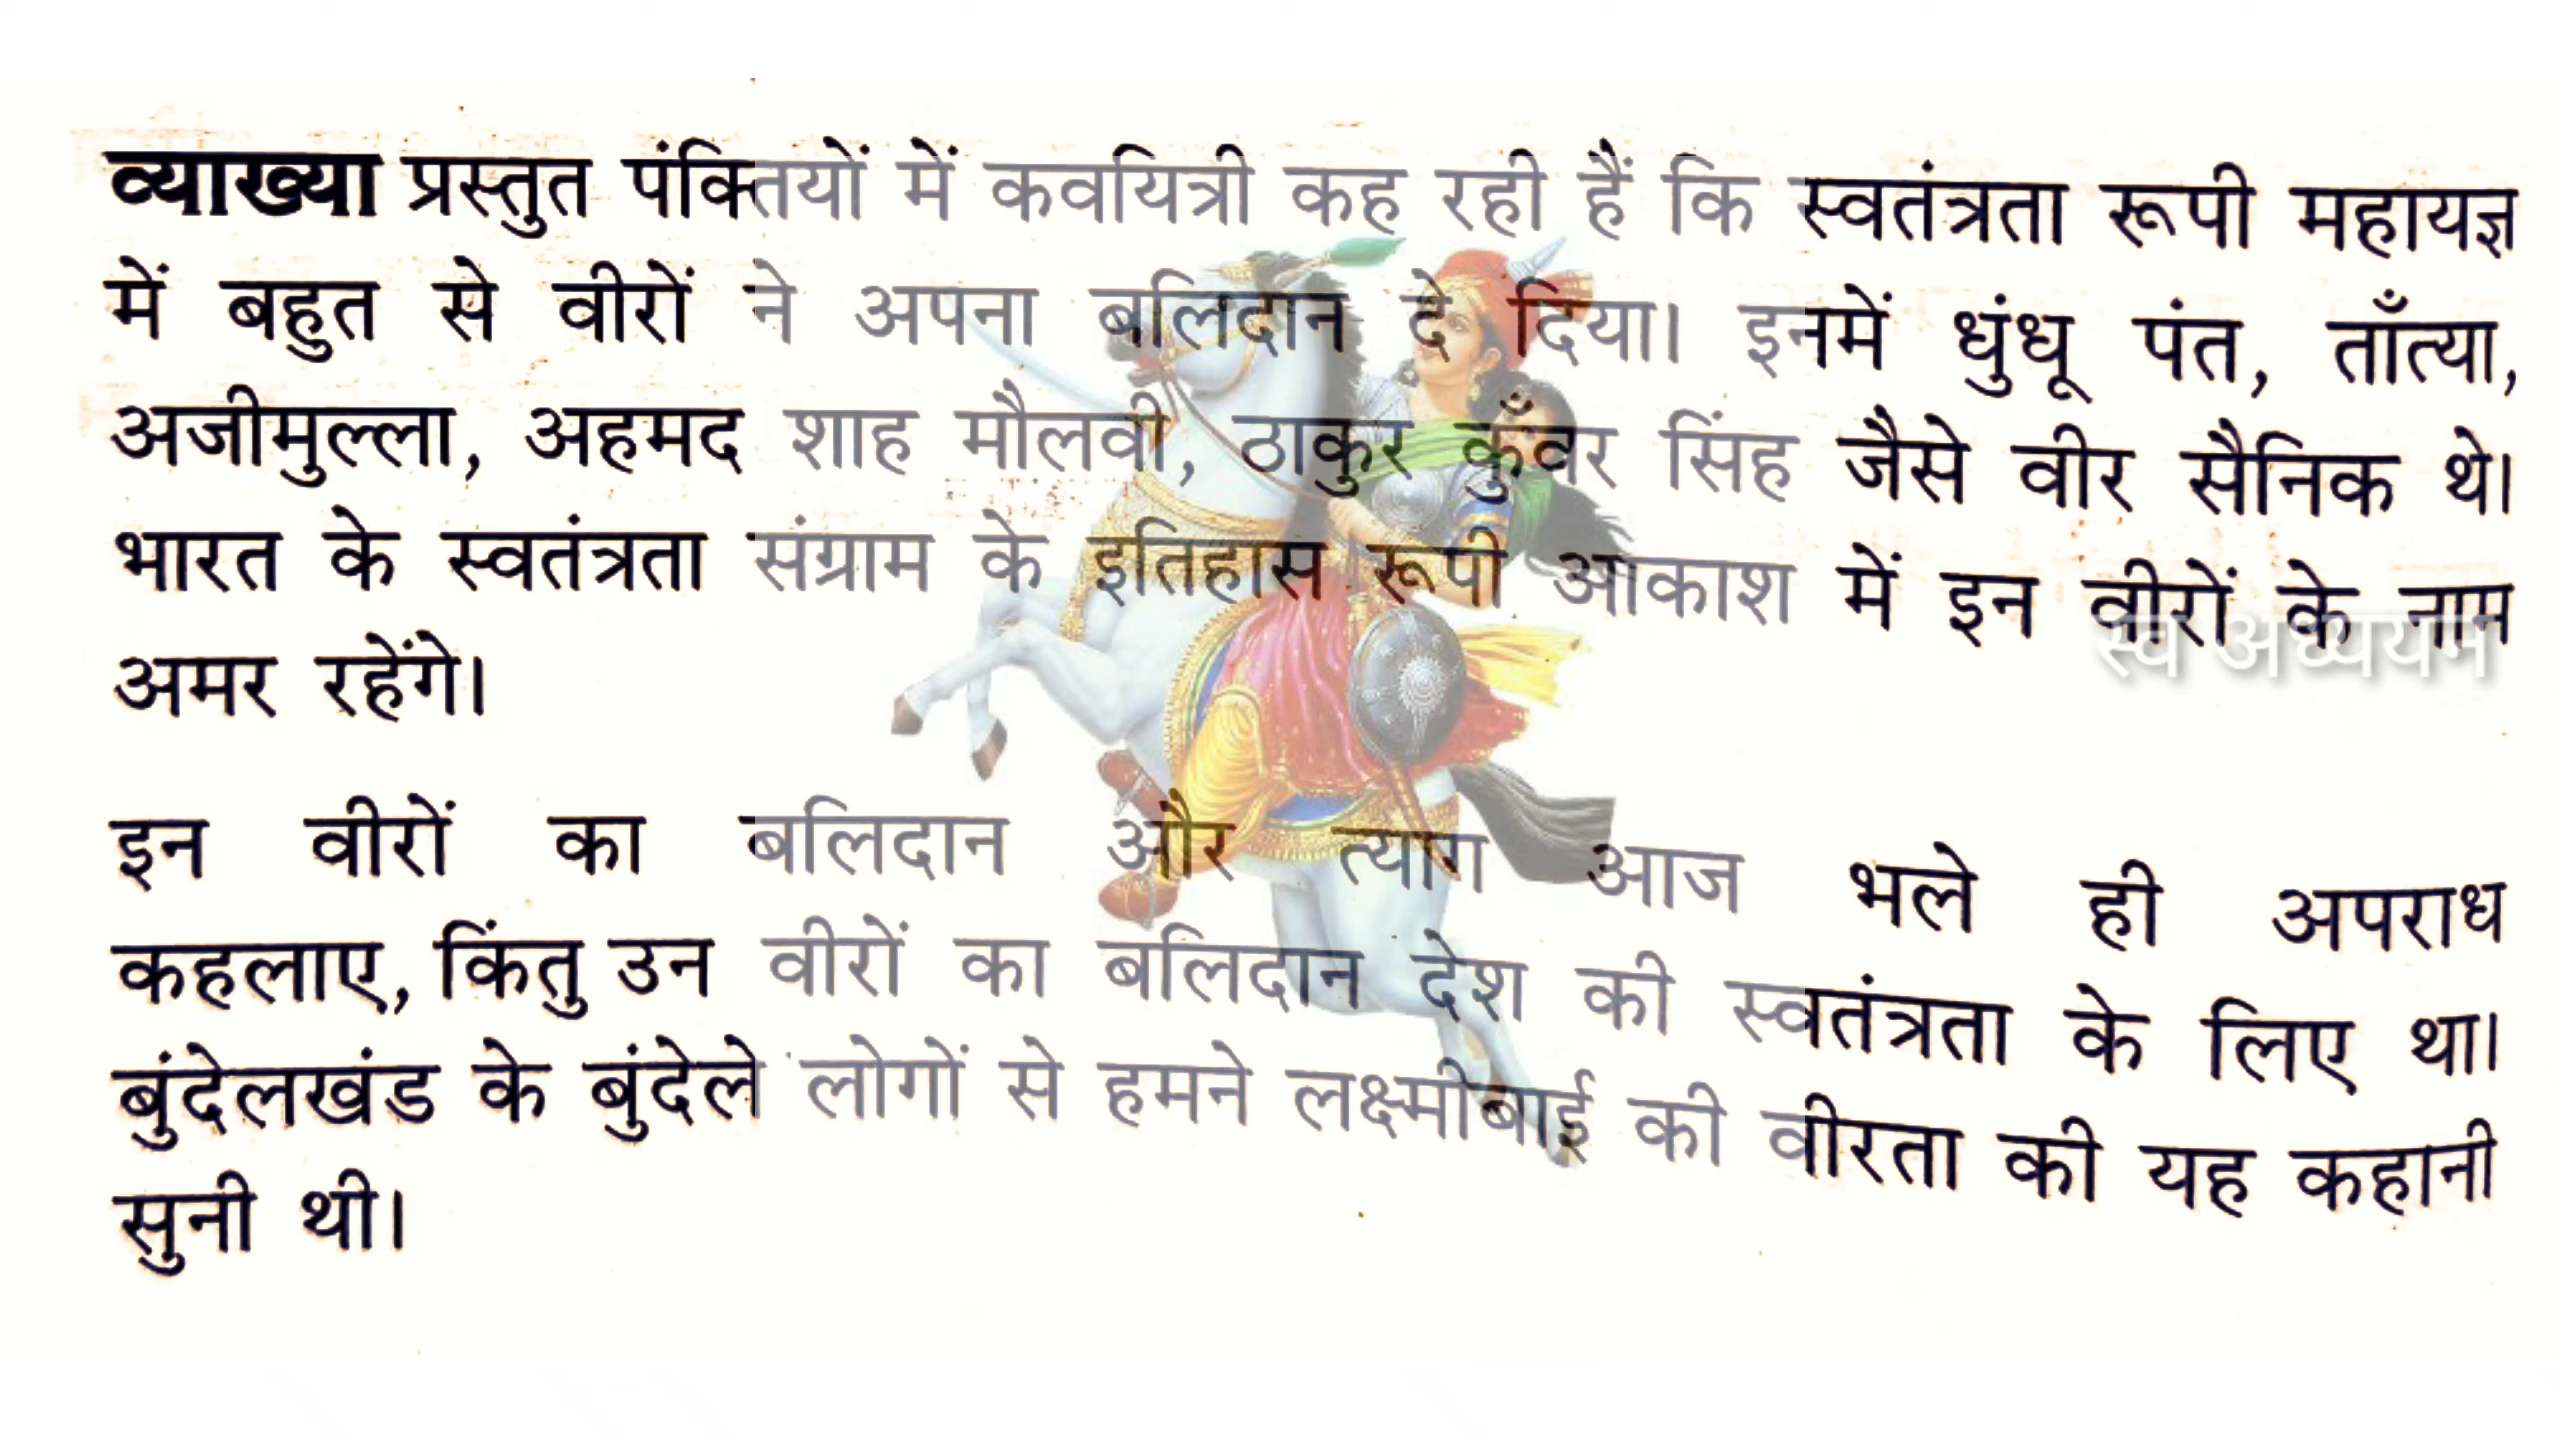 व्याख्या प्रस्तुत पंक्तियों में कवयित्री कह रही हैं कि स्वतंत्रता रूपी महायज्ञ
में बहुत से वीरों ने अपना बलिदान दे दिया। इनमें धुंधू पंत, ताँत्या,
अजीमुल्ला, अहमद शाह मौलवी, ठाकुर कुँवर सिंह जैसे वीर सैनिक थे।
भारत के स्वतंत्रता संग्राम के इतिहास रूपी आकाश में इन वीरों के नाम
स्व अध्ययन
अमर रहेंगे।
इन वीरों का बलिदान और त्याग आज भले ही अपराध
कहलाए, किंतु उन वीरों का बलिदान देश की स्वतंत्रता के लिए था।
बुंदेलखंड के बुंदेले लोगों से हमने लक्ष्मीबाई की वीरता की यह कहानी
सुनी थी।